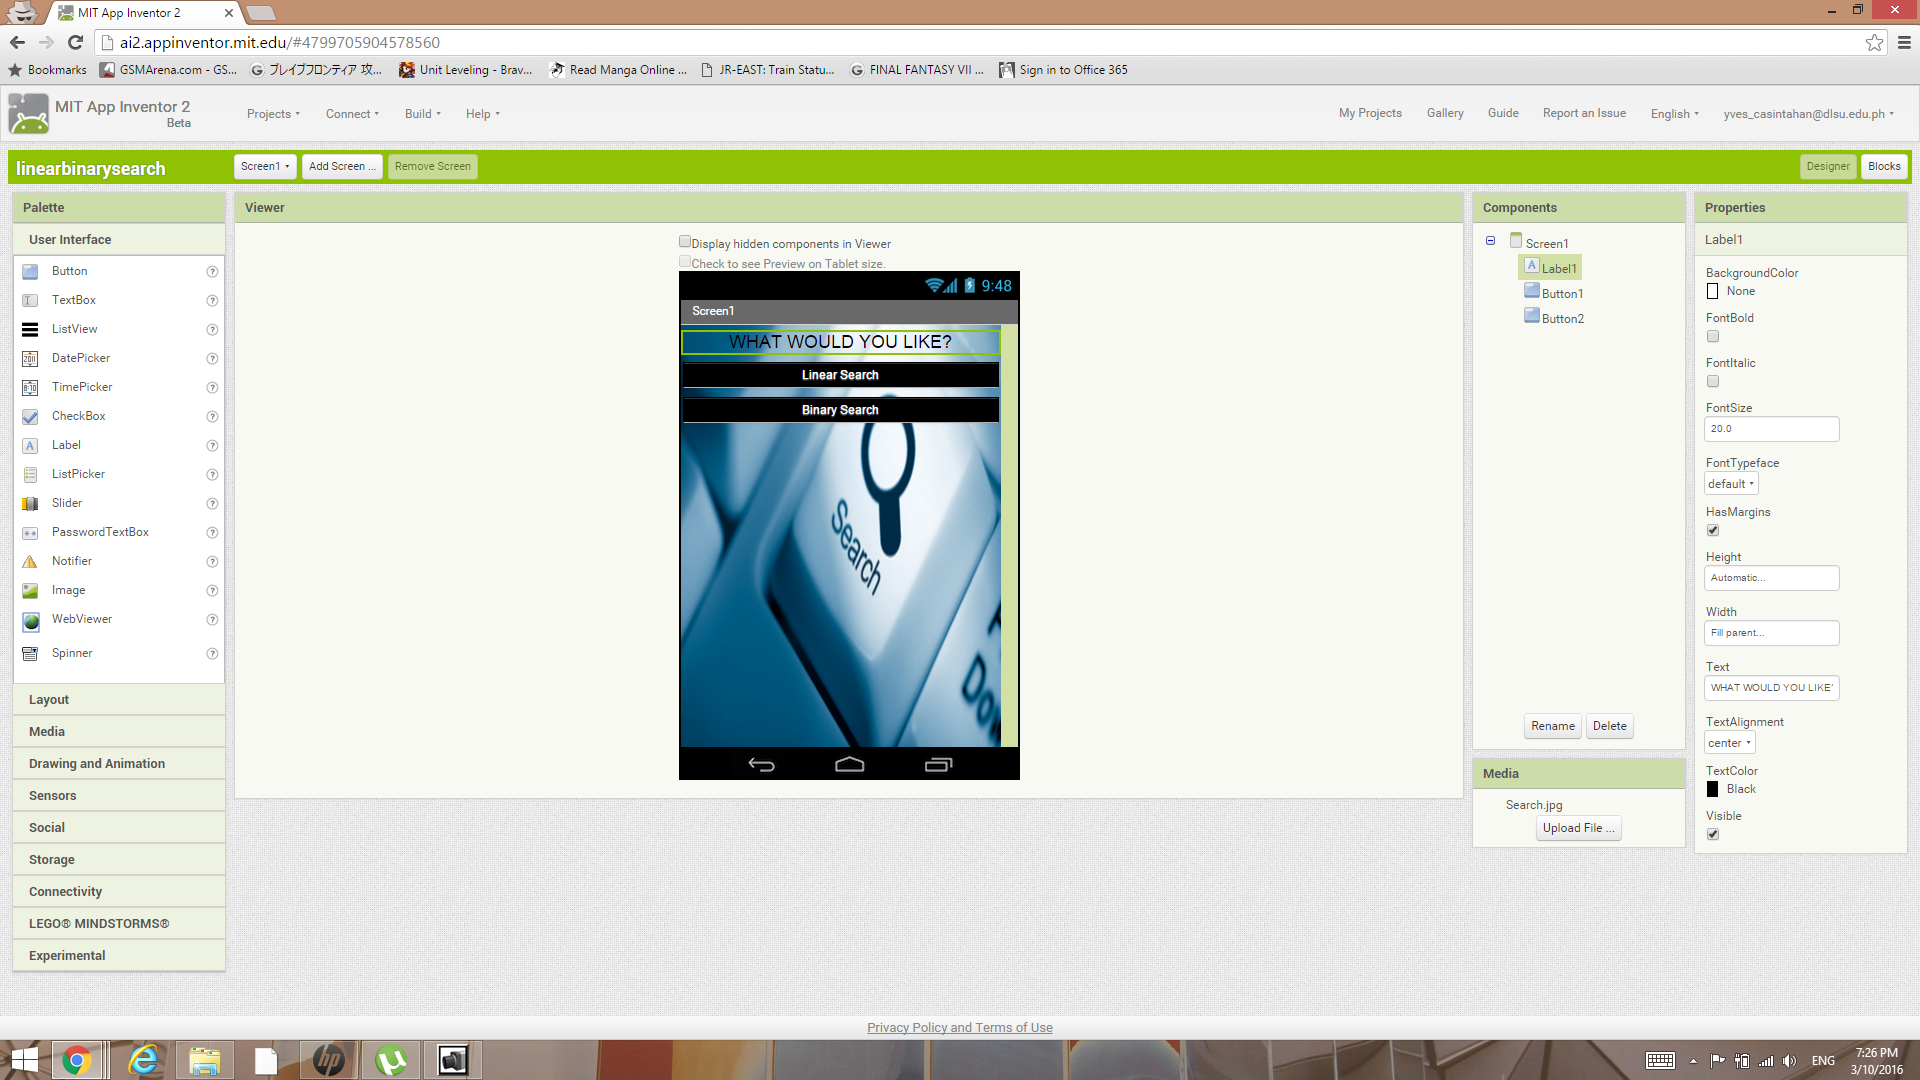 MIT App Inventor 2
ai2.appinventor.mit.edu/#4799705904578560
Bookmarks GSMArena.com - GS... ブレイブフロンティア 攻... Unit Leveling - Brav... Read Manga Online ... JR-EAST: Train Statu... FINAL FANTASY VII ... Sign in to Office 365
MIT App Inventor 2
Beta
Projects Connect Build Help
My Projects Gallery Guide Report an Issue English yves_casintahan@dlsu.edu.ph
linearbinarysearch
Screen1 Add Screen ... Remove Screen
Designer Blocks
Palette
User Interface
Button ?
TextBox ?
ListView ?
DatePicker ?
TimePicker ?
CheckBox ?
Label ?
ListPicker ?
Slider ?
PasswordTextBox ?
Notifier ?
Image ?
WebViewer ?
Spinner ?
Layout
Media
Drawing and Animation
Sensors
Social
Storage
Connectivity
LEGO® MINDSTORMS®
Experimental
Viewer
Display hidden components in Viewer
Check to see Preview on Tablet size.
9:48
Screen1
WHAT WOULD YOU LIKE?
Linear Search
Binary Search
Search
Components
Screen1
A Label1
Button1
Button2
Rename Delete
Media
Search.jpg
Upload File ...
Properties
Label1
BackgroundColor
None
FontBold
FontItalic
FontSize
20.0
FontTypeface
default
HasMargins
Height
Automatic...
Width
Fill parent...
Text
WHAT WOULD YOU LIKE?
TextAlignment
center
TextColor
Black
Visible
Privacy Policy and Terms of Use
hp
ENG
7:26 PM
3/10/2016